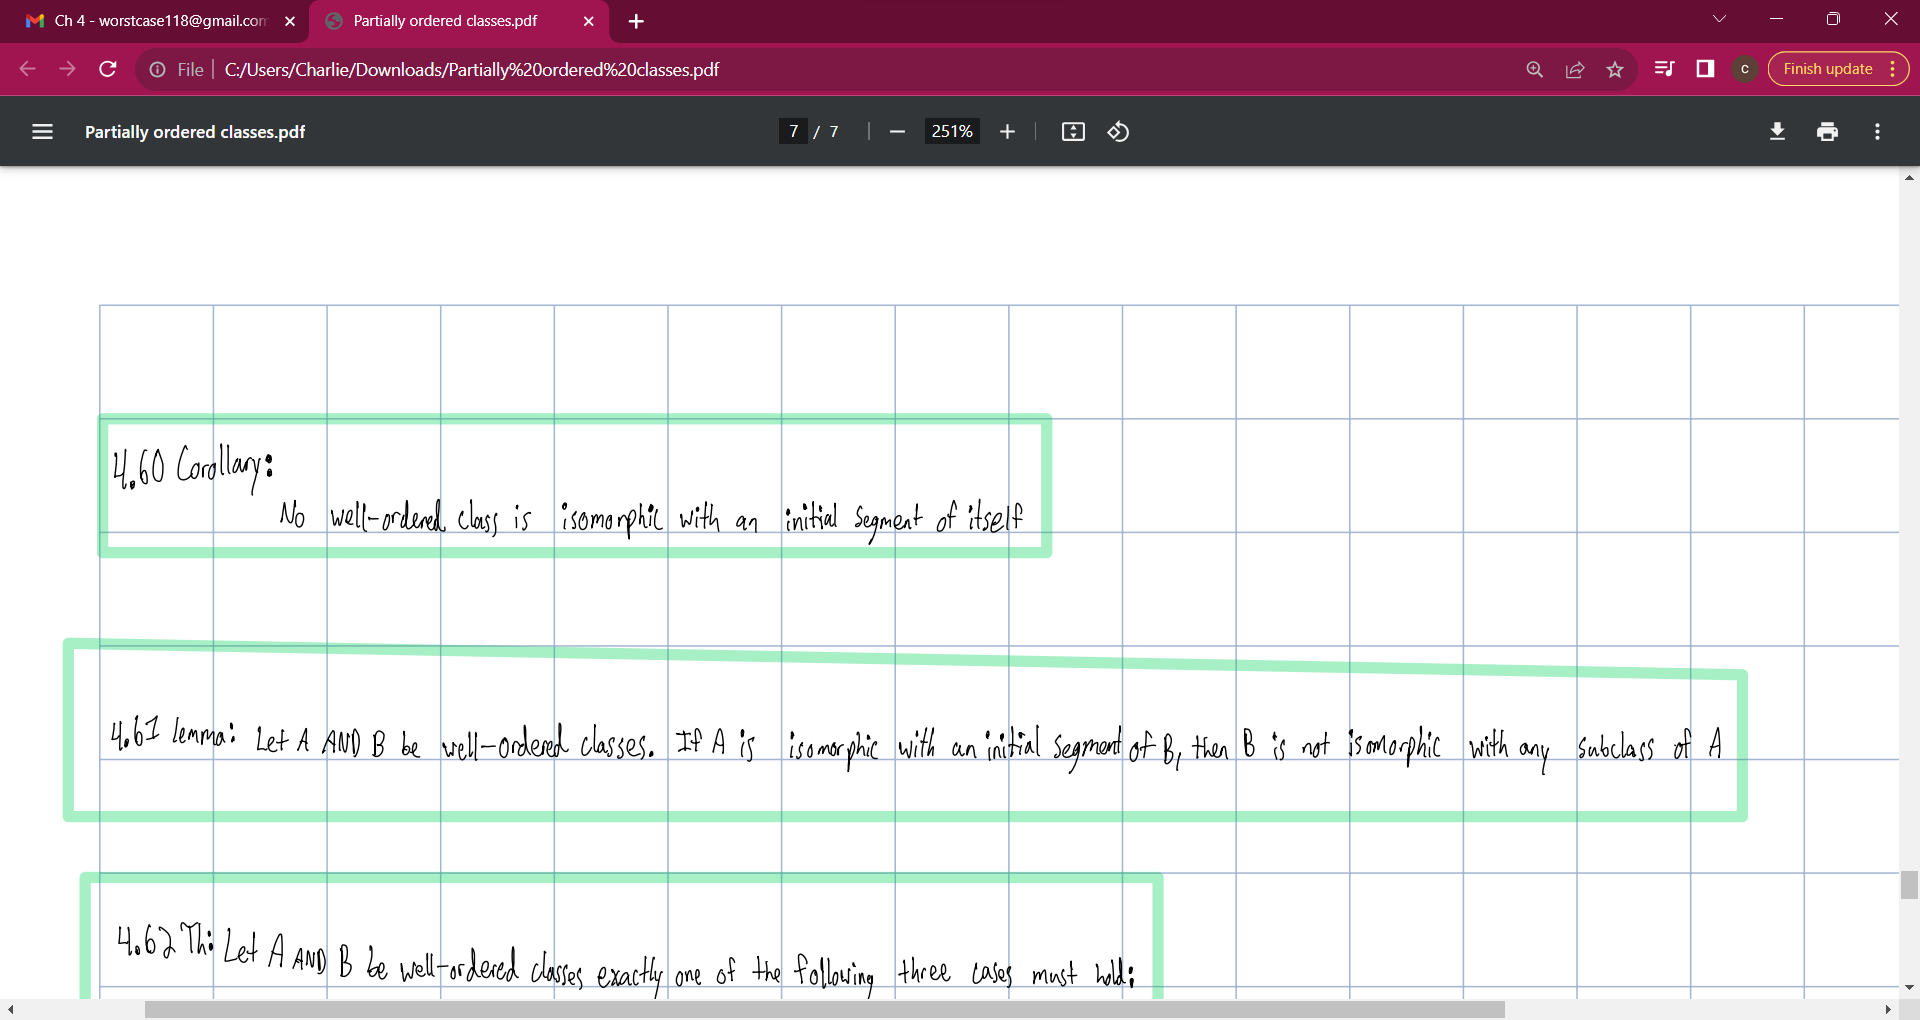 Ch 4 - worstcase118@gmail.com
Partially ordered classes.pdf
File
C:/Users/Charlie/Downloads/Partially%20ordered%20classes.pdf
C
Finish update
Partially ordered classes.pdf
7 / 7
251%
4.60 Corollary:
No well-ordered class is isomorphic with an initial segment of itself
4.61 lemma: Let A AND B be well-ordered classes. If A is isomorphic with an initial segment of B, then B is not isomorphic with any subclass of A
4.62 Th: Let A AND B be well-ordered classes exactly one of the following three cases must hold: